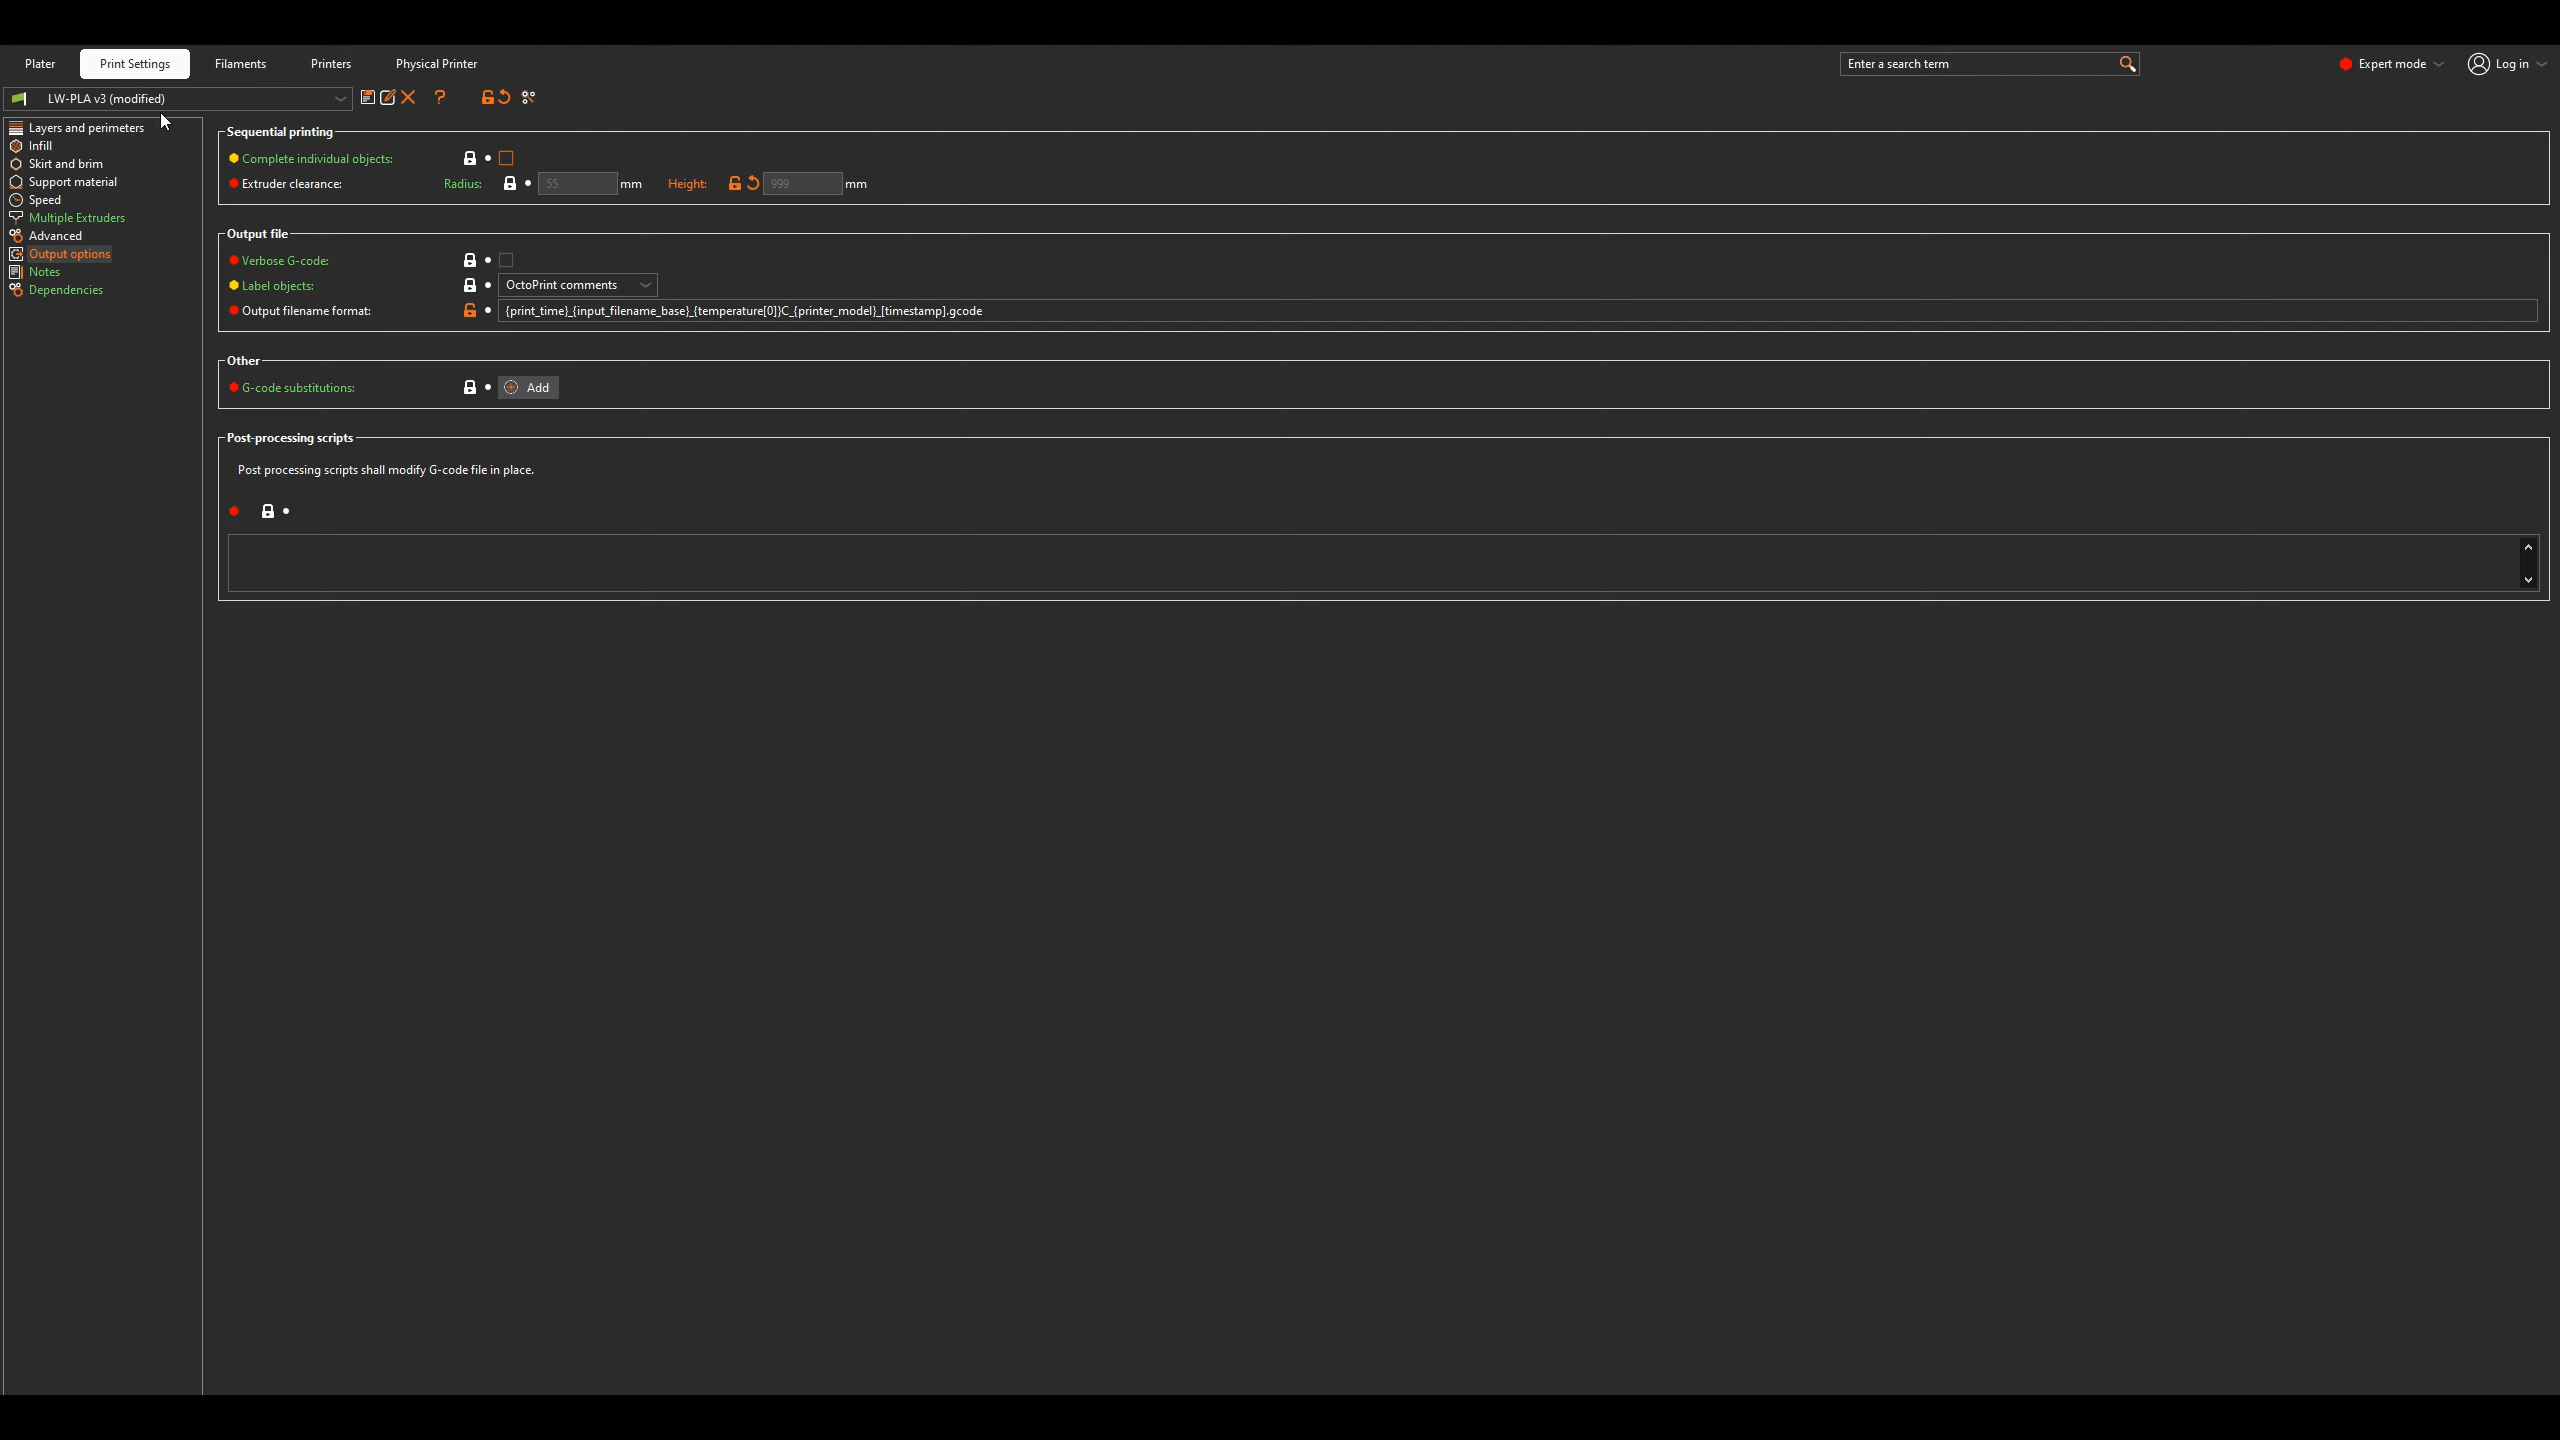 Plater Print Settings Filaments Printers Physical Printer Enter a search term Expert mode Log in
LW-PLA v3 (modified) ?
Layers and perimeters
Infill
Skirt and brim
Support material
Speed
Multiple Extruders
Advanced
Output options
Notes
Dependencies
Sequential printing
Complete individual objects:
Extruder clearance: Radius: 55 mm Height: 999 mm
Output file
Verbose G-code:
Label objects: OctoPrint comments
Output filename format: {print_time}_{input_filename_base}_{temperature[0]}C_{printer_model}_[timestamp].gcode
Other
G-code substitutions: Add
Post-processing scripts
Post processing scripts shall modify G-code file in place.